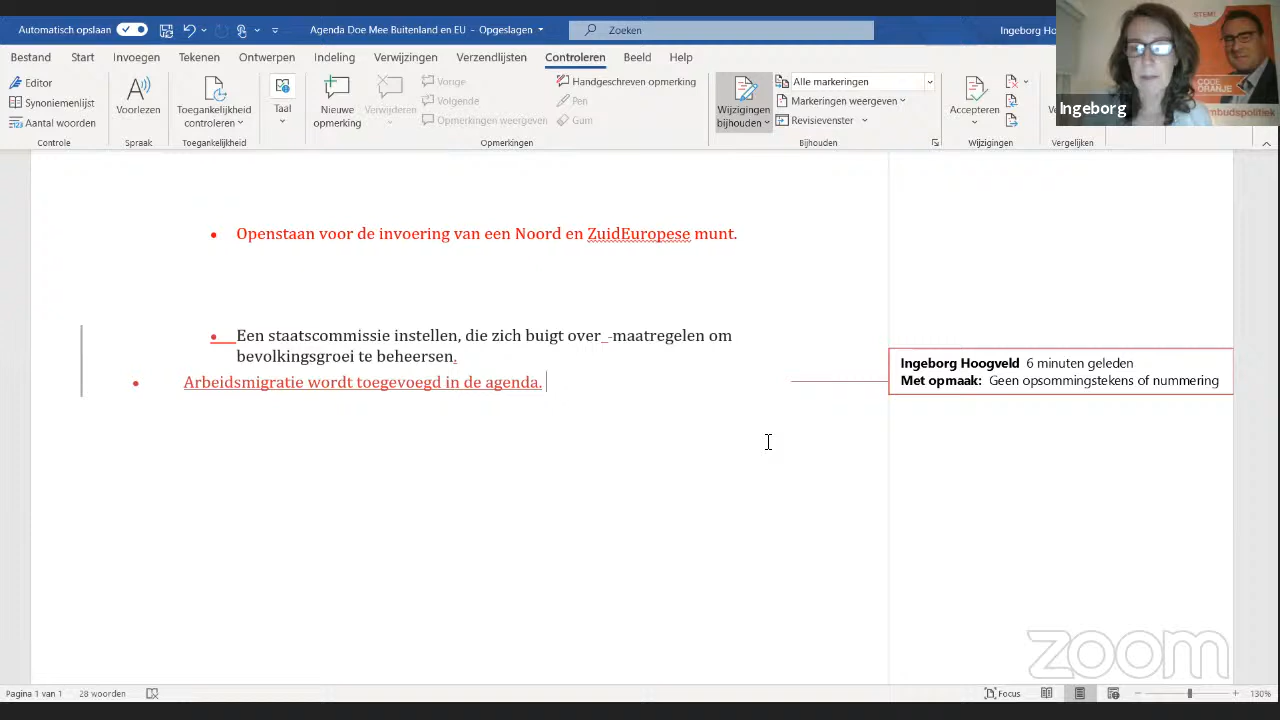 Automatisch opslaan
Agenda Doe Mee Buitenland en EU - Opgeslagen
Zoeken
Ingeborg Ho
Bestand Start Invoegen Tekenen Ontwerpen Indeling Verwijzingen Verzendlijsten Controleren Beeld Help
Editor
Synoniemenlijst
Aantal woorden
Controle
Voorlezen
Spraak
Toegankelijkheid
controleren
Toegankelijkheid
Taal
Nieuwe
opmerking
Verwijderen
Vorige
Volgende
Opmerkingen weergeven
Handgeschreven opmerking
Pen
Gum
Opmerkingen
Wijzigingen
bijhouden
Alle markeringen
Markeringen weergeven
Revisievenster
Bijhouden
Accepteren
Wijzigingen
Vergelijken
STEM!
CODE
ORANJE
mbudspolitiek
Ingeborg
• Openstaan voor de invoering van een Noord en ZuidEuropese munt.
• Een staatscommissie instellen, die zich buigt over -maatregelen om
bevolkingsgroei te beheersen.
• Arbeidsmigratie wordt toegevoegd in de agenda.
Ingeborg Hoogveld 6 minuten geleden
Met opmaak: Geen opsommingstekens of nummering
zoom
Pagina 1 van 1 28 woorden
Focus
130%